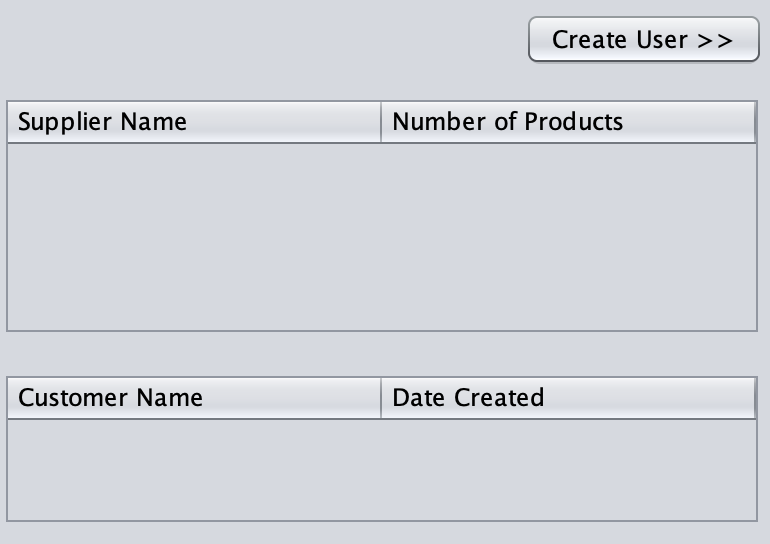 Create User >>
Supplier Name Number of Products
Customer Name Date Created